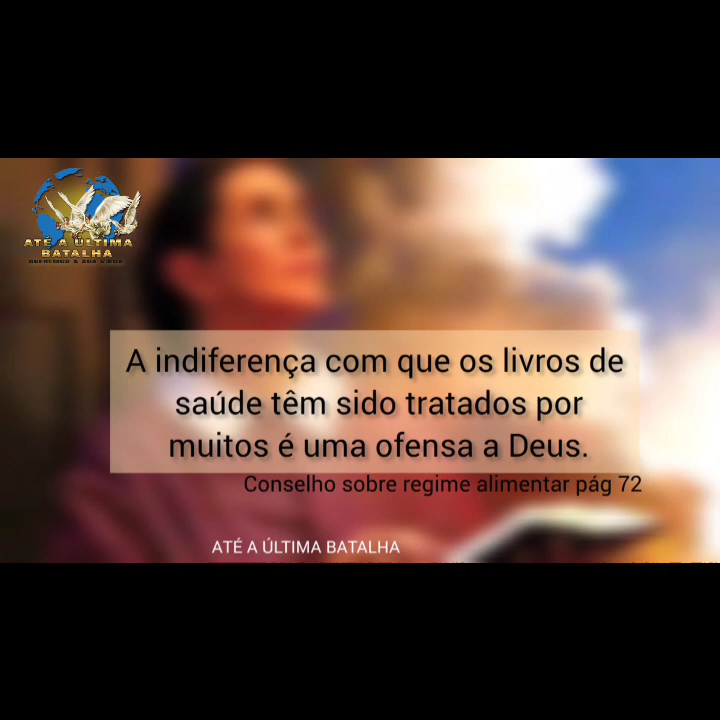 ATÉ A ÚLTIMA
BATALHA
A indiferença com que os livros de
saúde têm sido tratados por
muitos é uma ofensa a Deus.
Conselho sobre regime alimentar pág 72
ATÉ A ÚLTIMA BATALHA